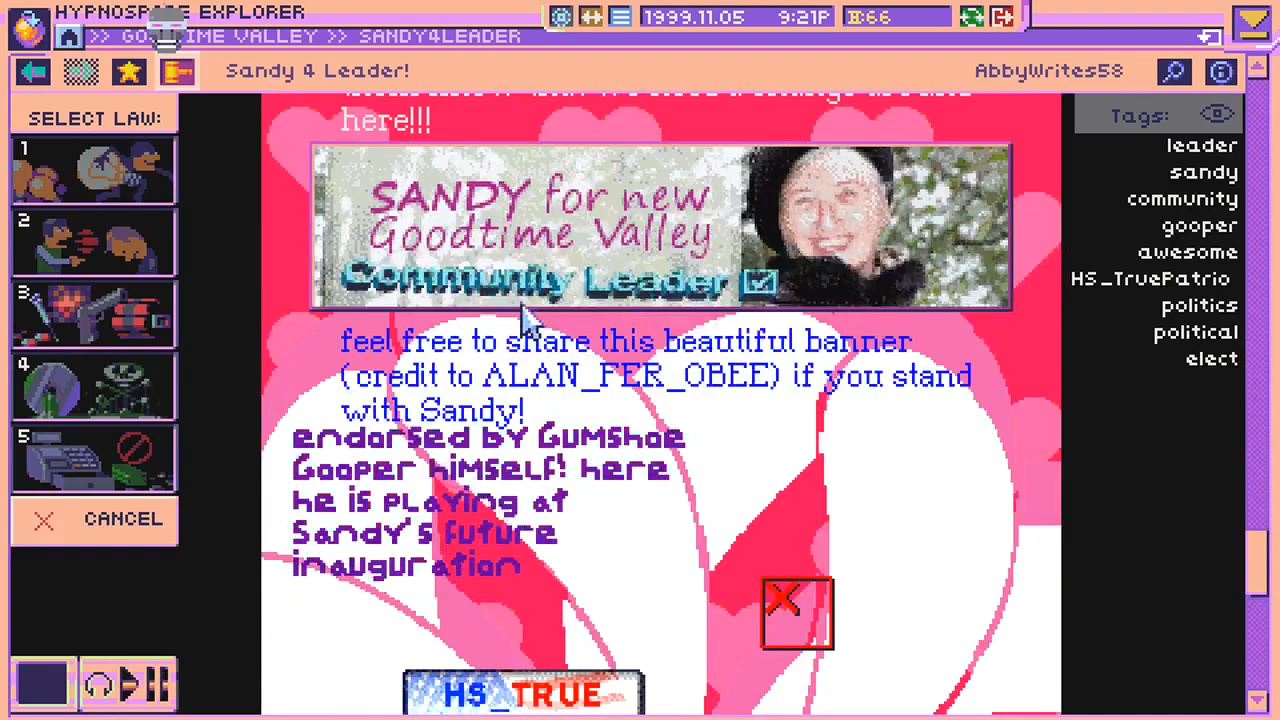 HYPNOSPACE EXPLORER
1999.11.05 9:21P
66
>> GO TIME VALLEY >> SANDY4LEADER
Sandy 4 Leader!
AbbyWrites58
SELECT LAW:
1
2
3
4
5
CANCEL
here!!!
SANDY for new
Goodtime Valley
Community Leader
feel free to share this beautiful banner
(credit to ALAN_FER_OBEE) if you stand
with Sandy!
endorsed by Gumshoe
Gooper himself! here
he is playing at
Sandy's future
inauguration
HS_TRUE
Tags:
leader
sandy
community
gooper
awesome
HS_TruePatrio
politics
political
elect